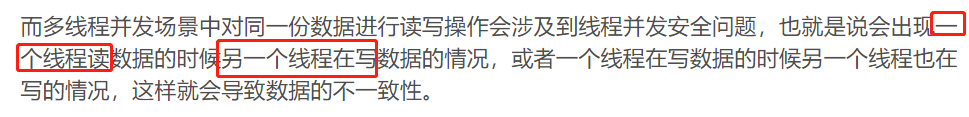 而多线程并发场景中对同一份数据进行读写操作会涉及到线程并发安全问题，也就是说会出现一
个线程读数据的时候另一个线程在写数据的情况，或者一个线程在写数据的时候另一个线程也在
写的情况，这样就会导致数据的不一致性。